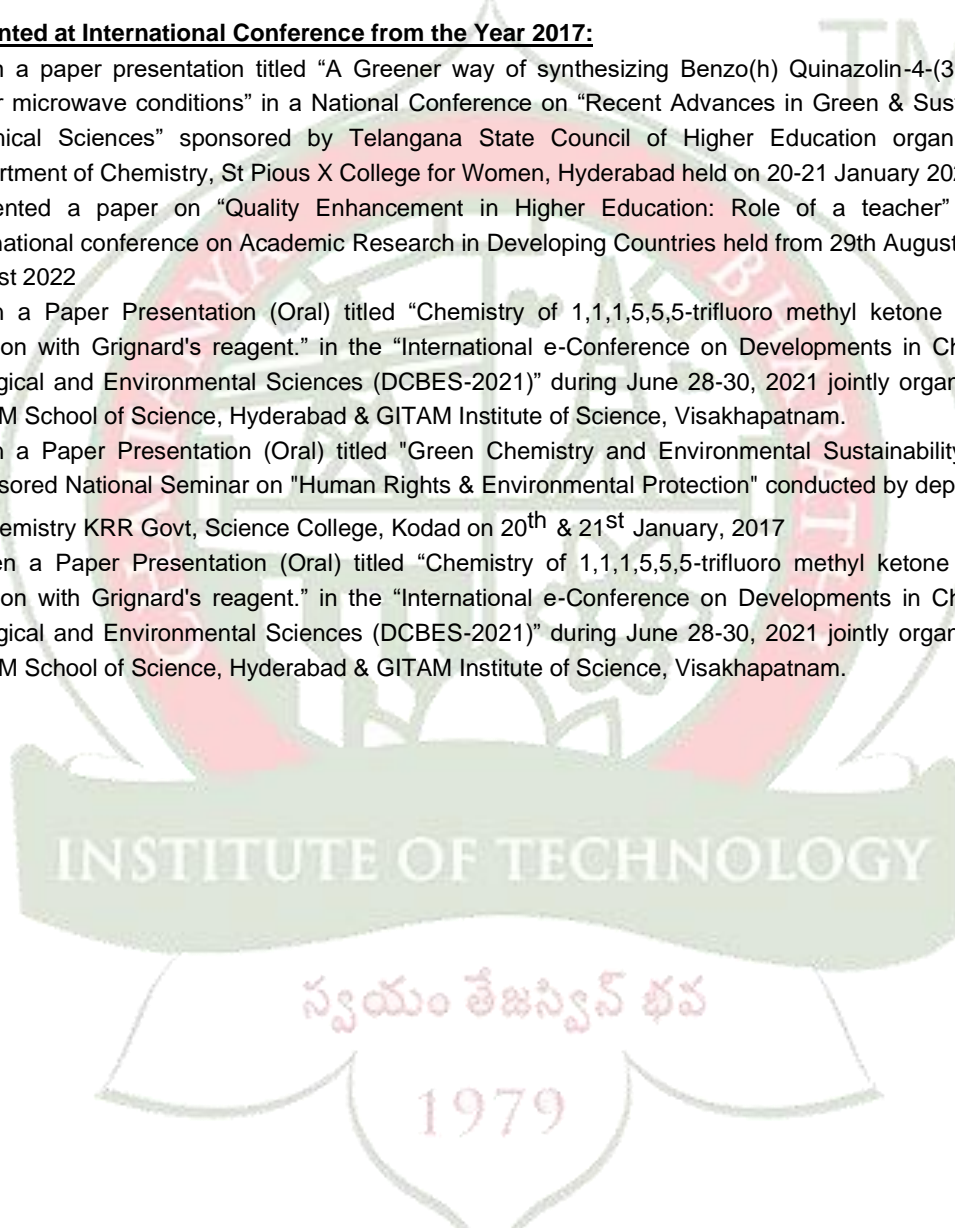 nted at International Conference from the Year 2017:
TM
n a paper presentation titled “A Greener way of synthesizing Benzo(h) Quinazolin-4-(3
r microwave conditions” in a National Conference on “Recent Advances in Green & Sust
nical Sciences” sponsored by Telangana State Council of Higher Education organ
artment of Chemistry, St Pious X College for Women, Hyderabad held on 20-21 January 202
ented a paper on “Quality Enhancement in Higher Education: Role of a teacher”
national conference on Academic Research in Developing Countries held from 29th August
st 2022
n a Paper Presentation (Oral) titled “Chemistry of 1,1,1,5,5,5-trifluoro methyl ketone
on with Grignard's reagent.” in the “International e-Conference on Developments in Ch
gical and Environmental Sciences (DCBES-2021)” during June 28-30, 2021 jointly organ
M School of Science, Hyderabad & GITAM Institute of Science, Visakhapatnam.
n a Paper Presentation (Oral) titled "Green Chemistry and Environmental Sustainability
sored National Seminar on "Human Rights & Environmental Protection" conducted by dep
emistry KRR Govt, Science College, Kodad on 20th & 21st January, 2017
en a Paper Presentation (Oral) titled “Chemistry of 1,1,1,5,5,5-trifluoro methyl ketone
on with Grignard's reagent.” in the “International e-Conference on Developments in Ch
gical and Environmental Sciences (DCBES-2021)” during June 28-30, 2021 jointly organ
M School of Science, Hyderabad & GITAM Institute of Science, Visakhapatnam.
CHAITANYA BHARATHI
INSTITUTE OF TECHNOLOGY
స్వయం తేజస్విన్ భవ
1979